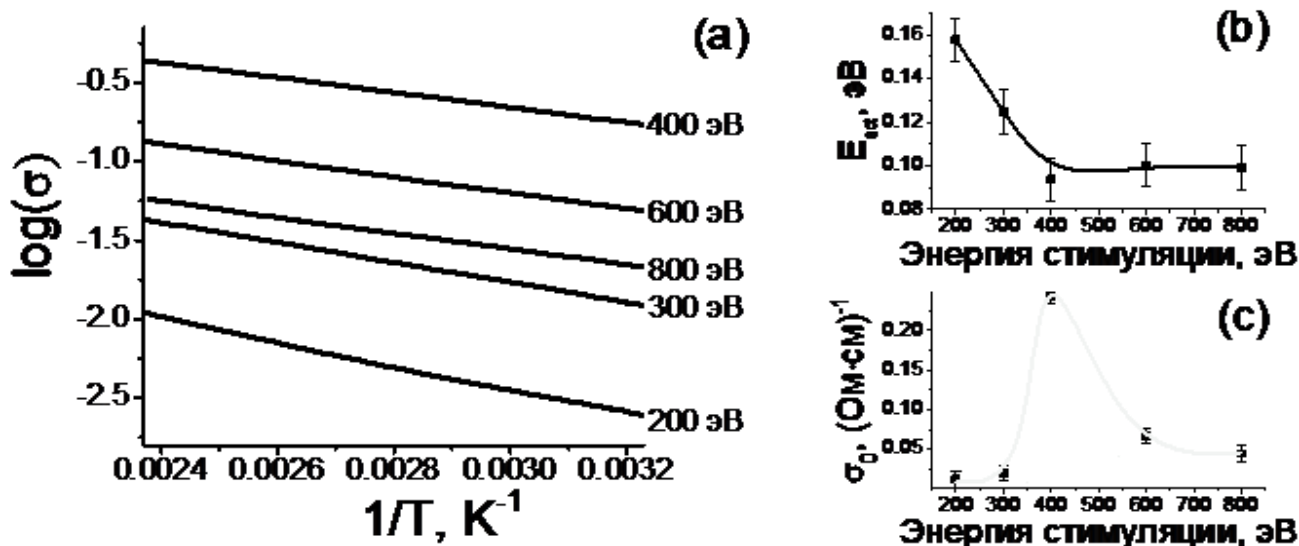 (a)
log(σ)
-0.5
-1.0
-1.5
-2.0
-2.5
400 эВ
600 эВ
800 эВ
300 эВ
200 эВ
0.0024 0.0026 0.0028 0.0030 0.0032
1/T, K⁻¹
(b)
E_act, эВ
0.16
0.14
0.12
0.10
0.08
200 300 400 500 600 700 800
Энергия стимуляции, эВ
(c)
σ₀, (Ом·см)⁻¹
0.20
0.15
0.10
0.05
200 300 400 500 600 700 800
Энергия стимуляции, эВ